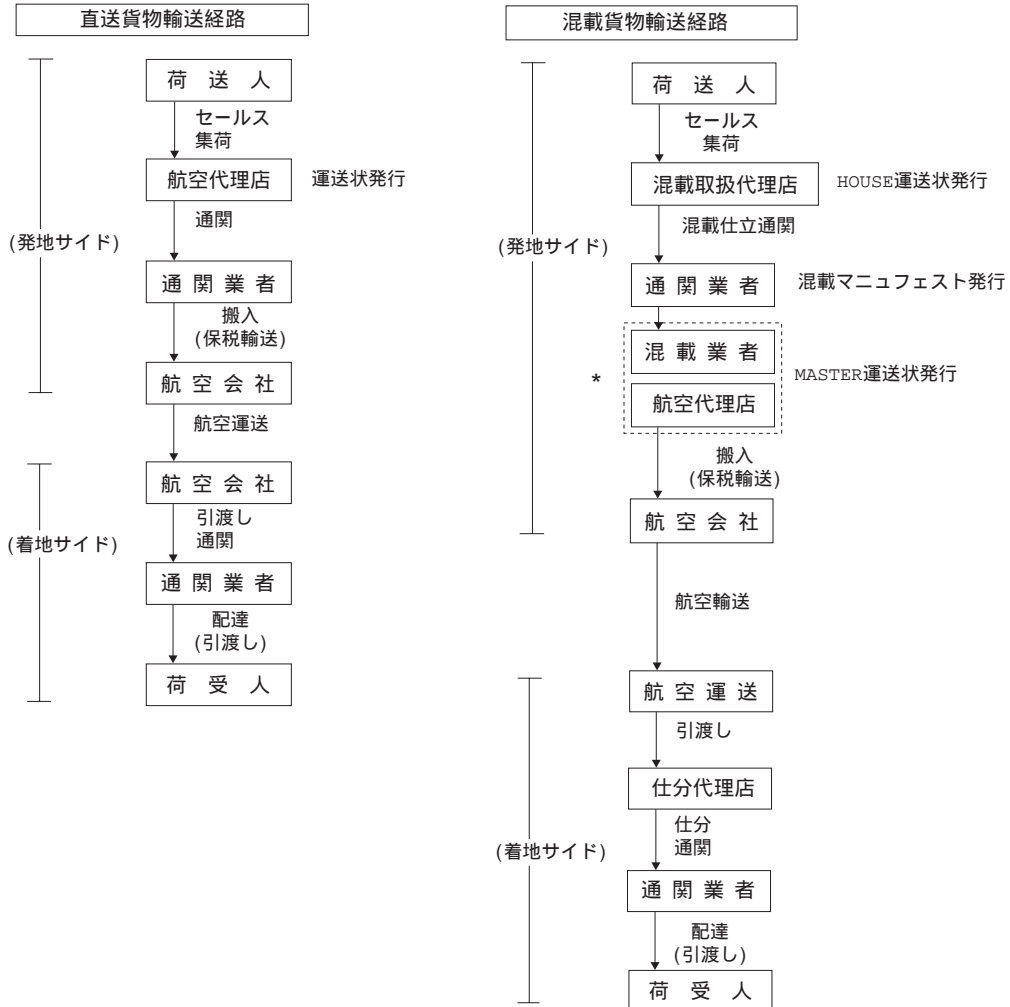 直送貨物輸送経路
荷送人
セールス
集荷
航空代理店
運送状発行
通関
(発地サイド)
通関業者
搬入
(保税輸送)
航空会社
航空運送
航空会社
引渡し
通関
(着地サイド)
通関業者
配達
(引渡し)
荷受人
混載貨物輸送経路
荷送人
セールス
集荷
混載取扱代理店
HOUSE運送状発行
混載仕立通関
(発地サイド)
通関業者
混載マニュフェスト発行
混載業者
*
MASTER運送状発行
航空代理店
搬入
(保税輸送)
航空会社
航空輸送
航空運送
引渡し
仕分代理店
仕分
通関
(着地サイド)
通関業者
配達
(引渡し)
荷受人